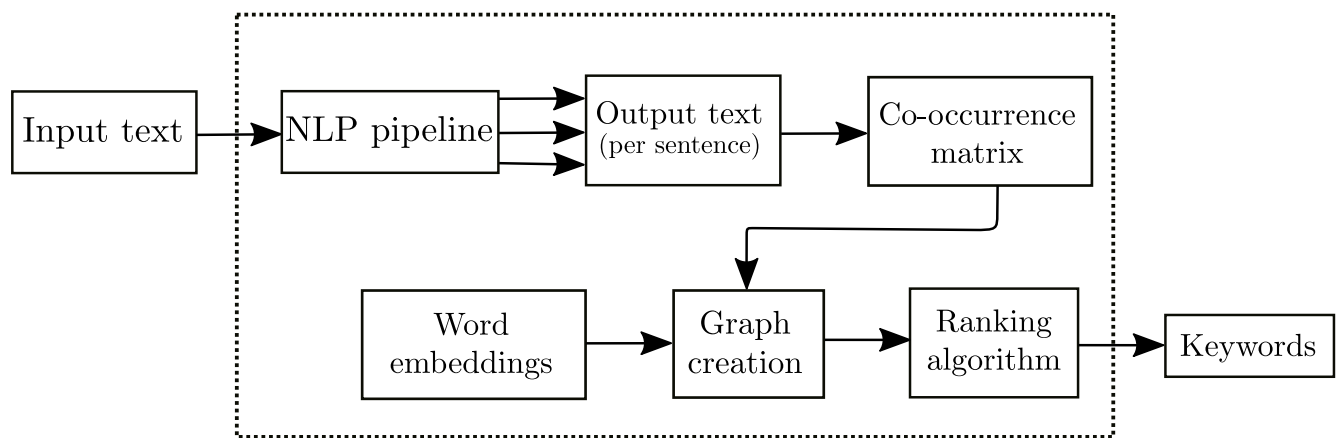 Input text
NLP pipeline
Output text
(per sentence)
Co-occurrence
matrix
Word
embeddings
Graph
creation
Ranking
algorithm
Keywords